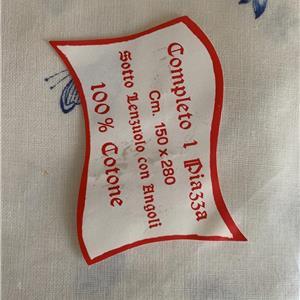 Completo 1 Piazza
Cm. 150 x 280
Sotto Lenzuolo con Angoli
100% Cotone